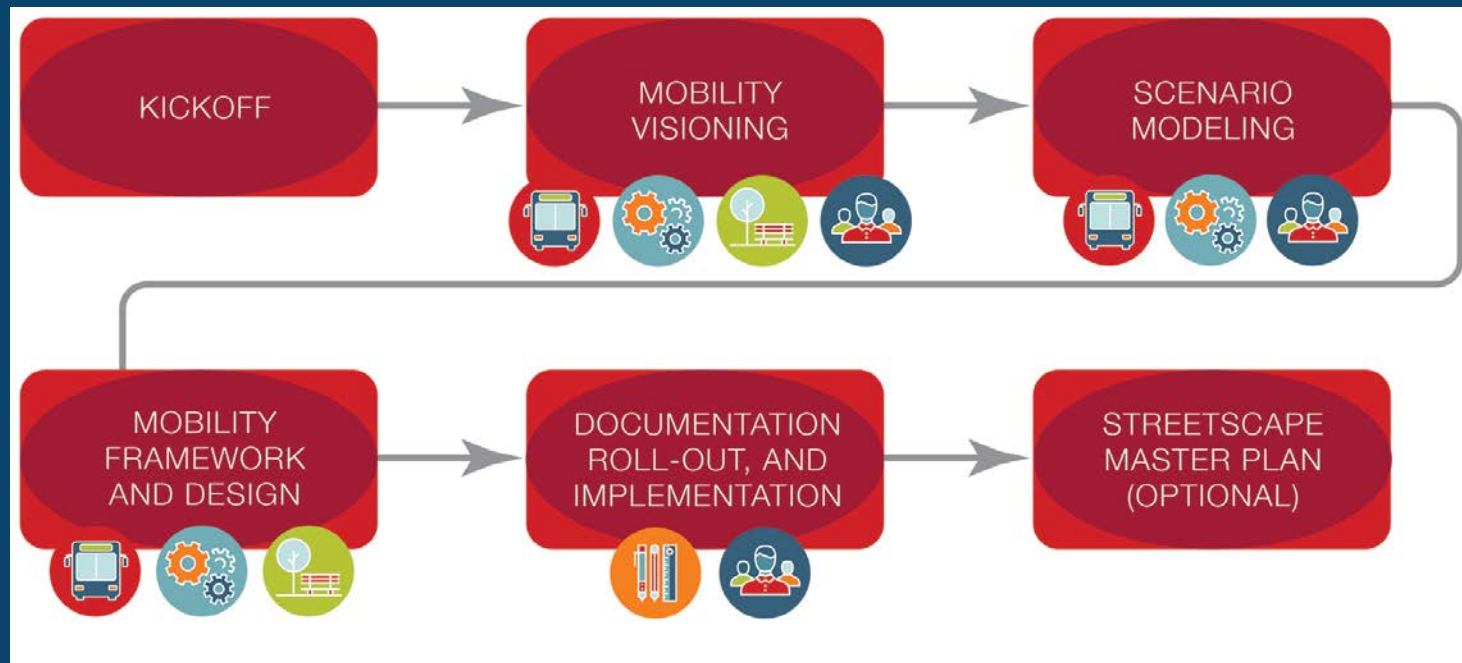 KICKOFF
MOBILITY
VISIONING
SCENARIO
MODELING
MOBILITY
FRAMEWORK
AND DESIGN
DOCUMENTATION
ROLL-OUT, AND
IMPLEMENTATION
STREETSCAPE
MASTER PLAN
(OPTIONAL)